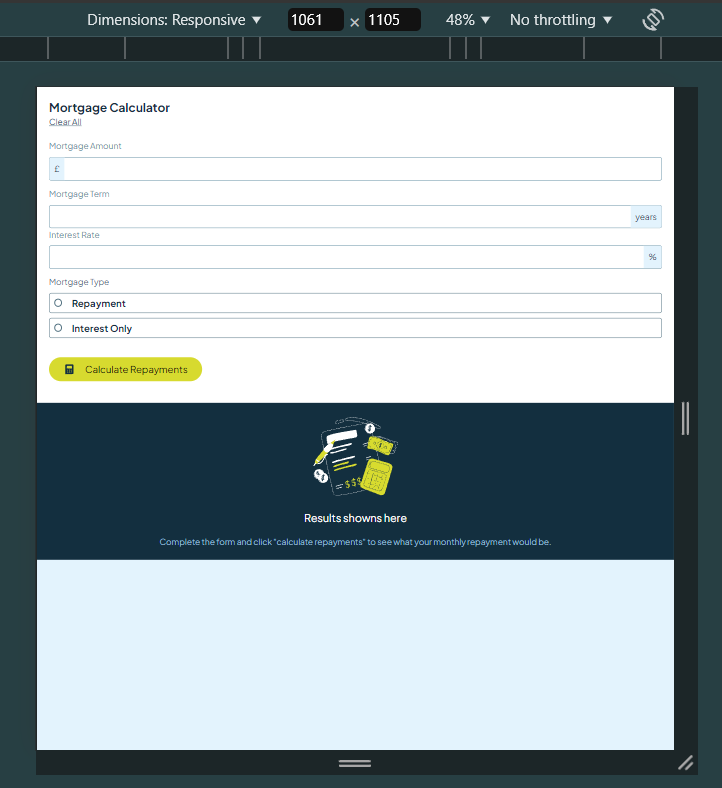 Dimensions: Responsive ▼ 1061 × 1105 48% ▼ No throttling ▼
Mortgage Calculator
Clear All
Mortgage Amount
£
Mortgage Term
years
Interest Rate
%
Mortgage Type
Repayment
Interest Only
Calculate Repayments
$
$
$
= $$$
Results showns here
Complete the form and click "calculate repayments" to see what your monthly repayment would be.